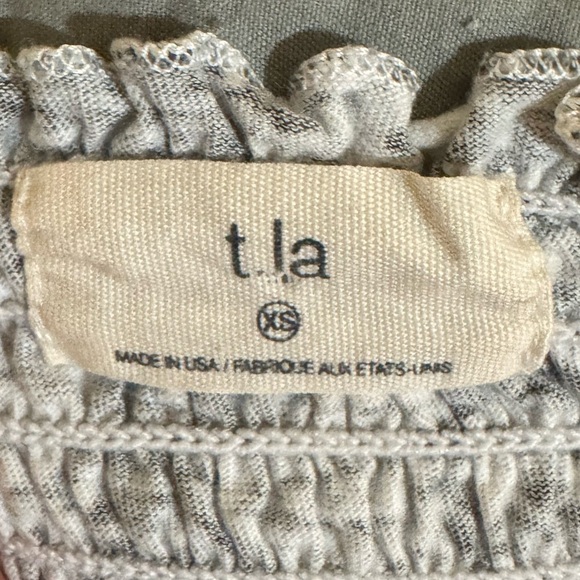 t.la
XS
MADE IN USA / FABRIQUE AUX ETATS-UNIS